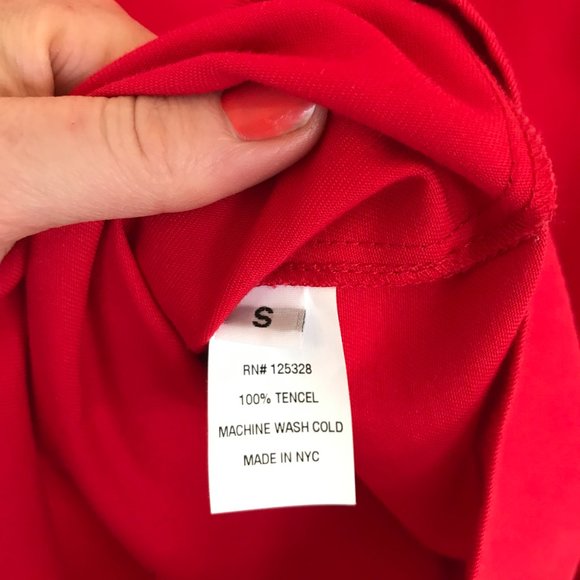 S
RN# 125328
100% TENCEL
MACHINE WASH COLD
MADE IN NYC